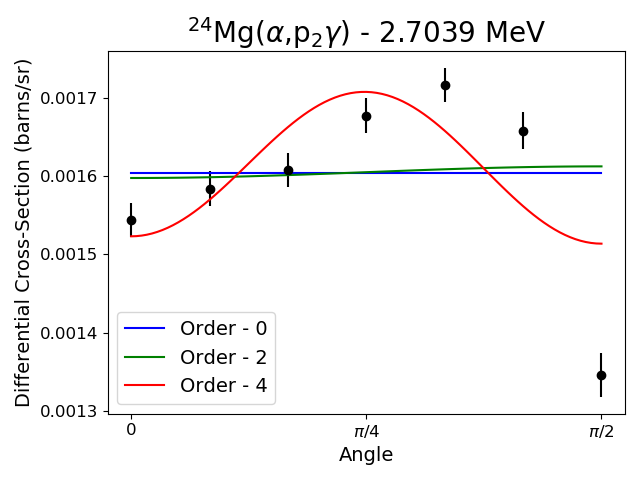 ²⁴Mg(α,p₂γ) - 2.7039 MeV
Differential Cross-Section (barns/sr)
0.0017
0.0016
0.0015
0.0014
0.0013
Order - 0
Order - 2
Order - 4
0 π/4 π/2
Angle